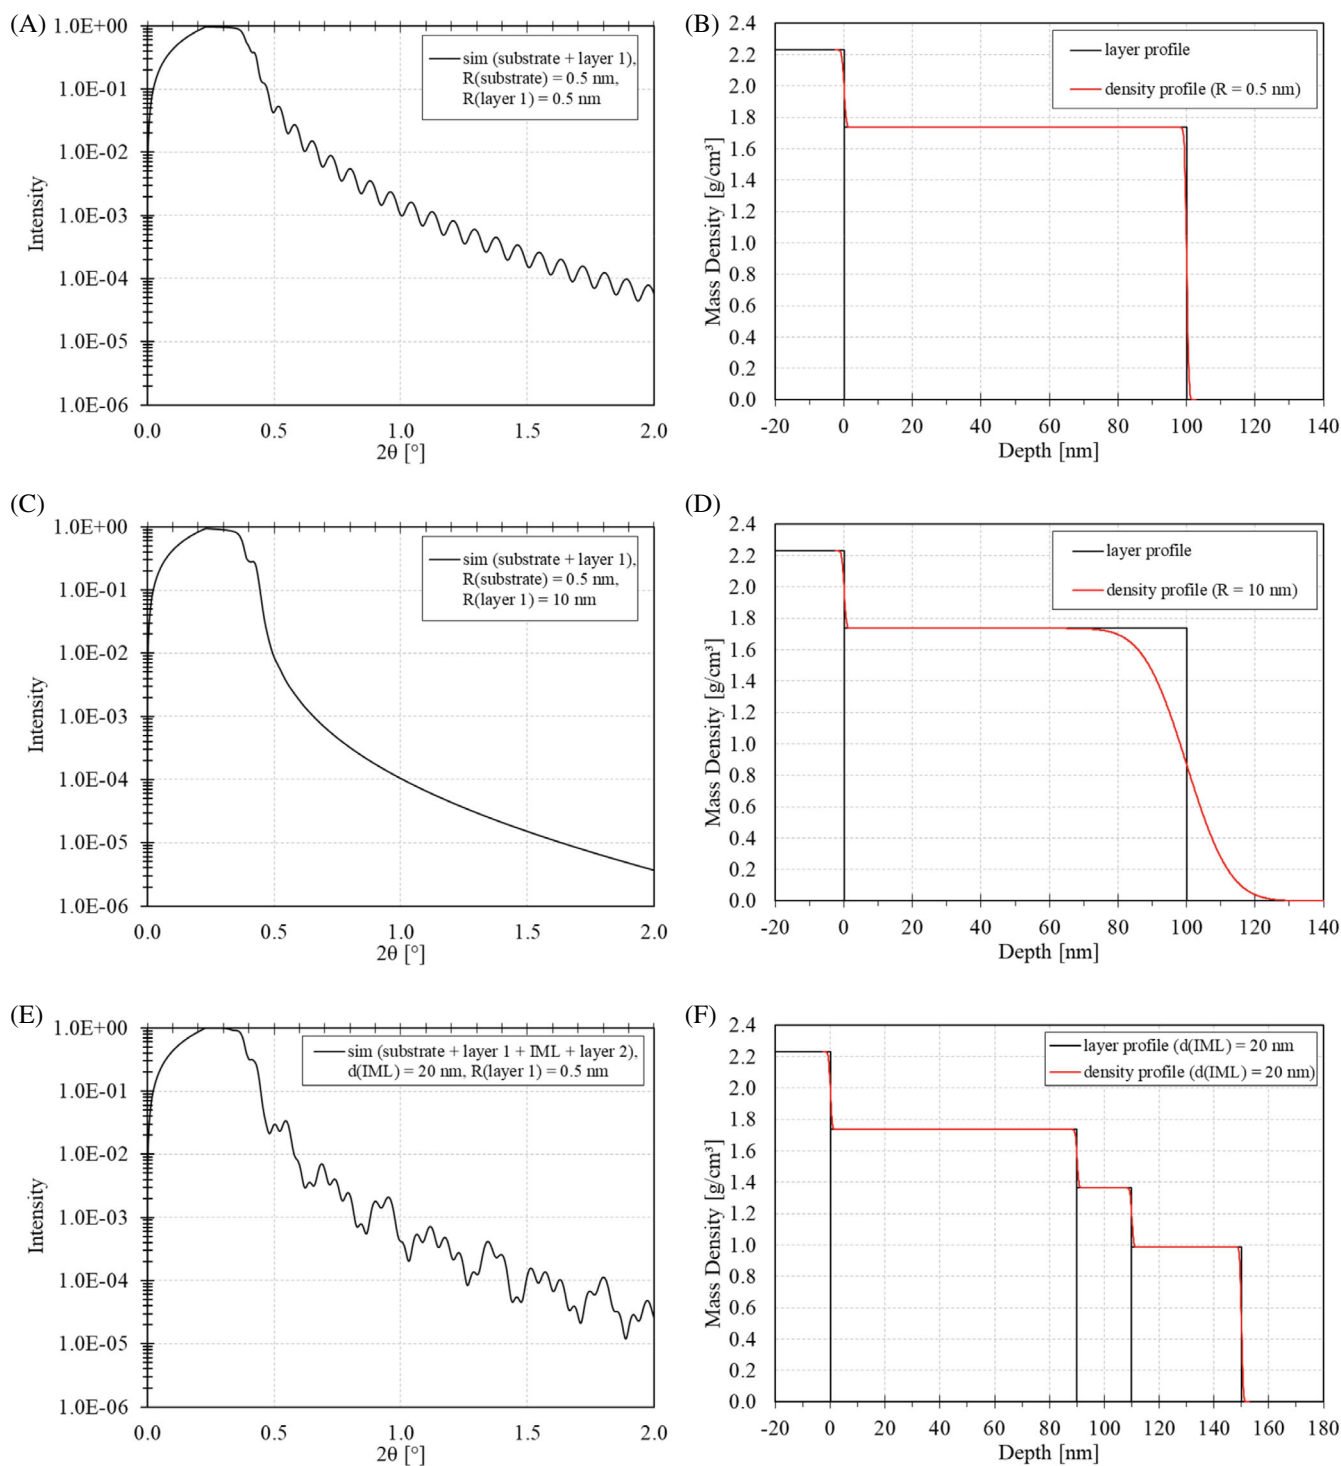 (A)
1.0E+00
1.0E-01
1.0E-02
1.0E-03
1.0E-04
1.0E-05
1.0E-06
Intensity
sim (substrate + layer 1),
R(substrate) = 0.5 nm,
R(layer 1) = 0.5 nm
0.0 0.5 1.0 1.5 2.0
2θ [°]
(B)
2.4
2.2
2.0
1.8
1.6
1.4
1.2
1.0
0.8
0.6
0.4
0.2
0.0
Mass Density [g/cm³]
layer profile
density profile (R = 0.5 nm)
-20 0 20 40 60 80 100 120 140
Depth [nm]
(C)
1.0E+00
1.0E-01
1.0E-02
1.0E-03
1.0E-04
1.0E-05
1.0E-06
Intensity
sim (substrate + layer 1),
R(substrate) = 0.5 nm,
R(layer 1) = 10 nm
0.0 0.5 1.0 1.5 2.0
2θ [°]
(D)
2.4
2.2
2.0
1.8
1.6
1.4
1.2
1.0
0.8
0.6
0.4
0.2
0.0
Mass Density [g/cm³]
layer profile
density profile (R = 10 nm)
-20 0 20 40 60 80 100 120 140
Depth [nm]
(E)
1.0E+00
1.0E-01
1.0E-02
1.0E-03
1.0E-04
1.0E-05
1.0E-06
Intensity
sim (substrate + layer 1 + IML + layer 2),
d(IML) = 20 nm, R(layer 1) = 0.5 nm
0.0 0.5 1.0 1.5 2.0
2θ [°]
(F)
2.4
2.2
2.0
1.8
1.6
1.4
1.2
1.0
0.8
0.6
0.4
0.2
0.0
Mass Density [g/cm³]
layer profile (d(IML) = 20 nm
density profile (d(IML) = 20 nm)
-20 0 20 40 60 80 100 120 140 160 180
Depth [nm]